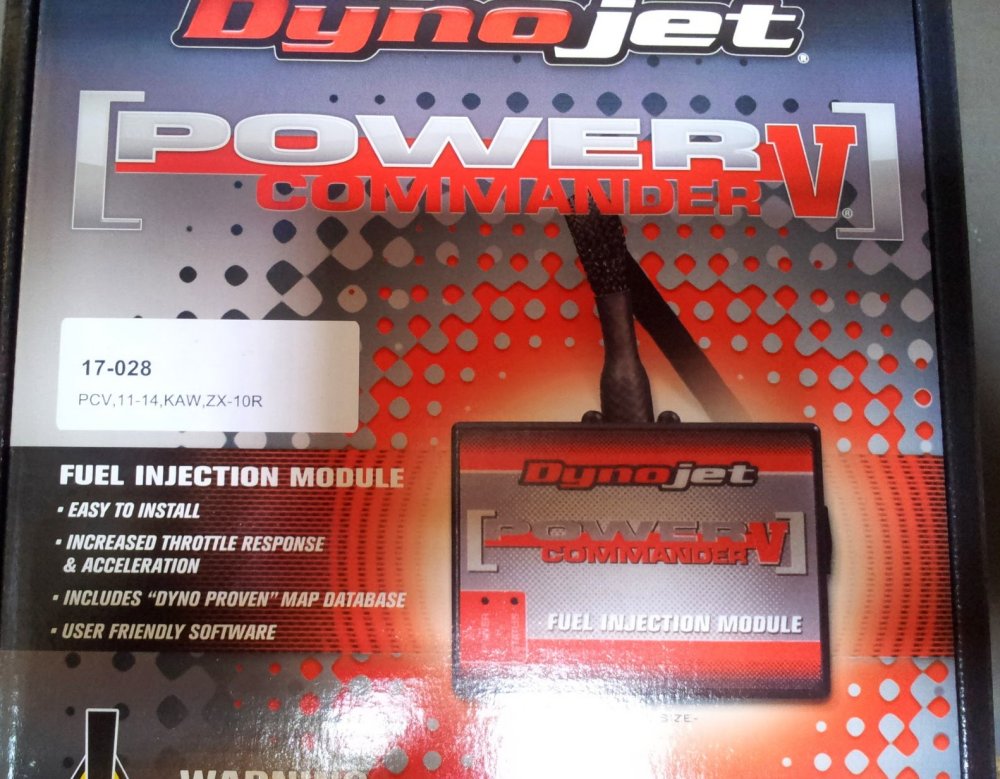 Dynojet®
[POWER V]®
COMMANDER
17-028
PCV,11-14,KAW,ZX-10R
FUEL INJECTION MODULE
• EASY TO INSTALL
• INCREASED THROTTLE RESPONSE
& ACCELERATION
• INCLUDES “DYNO PROVEN” MAP DATABASE
• USER FRIENDLY SOFTWARE
Dynojet
[POWER V]
COMMANDER
FUEL INJECTION MODULE
WARNING